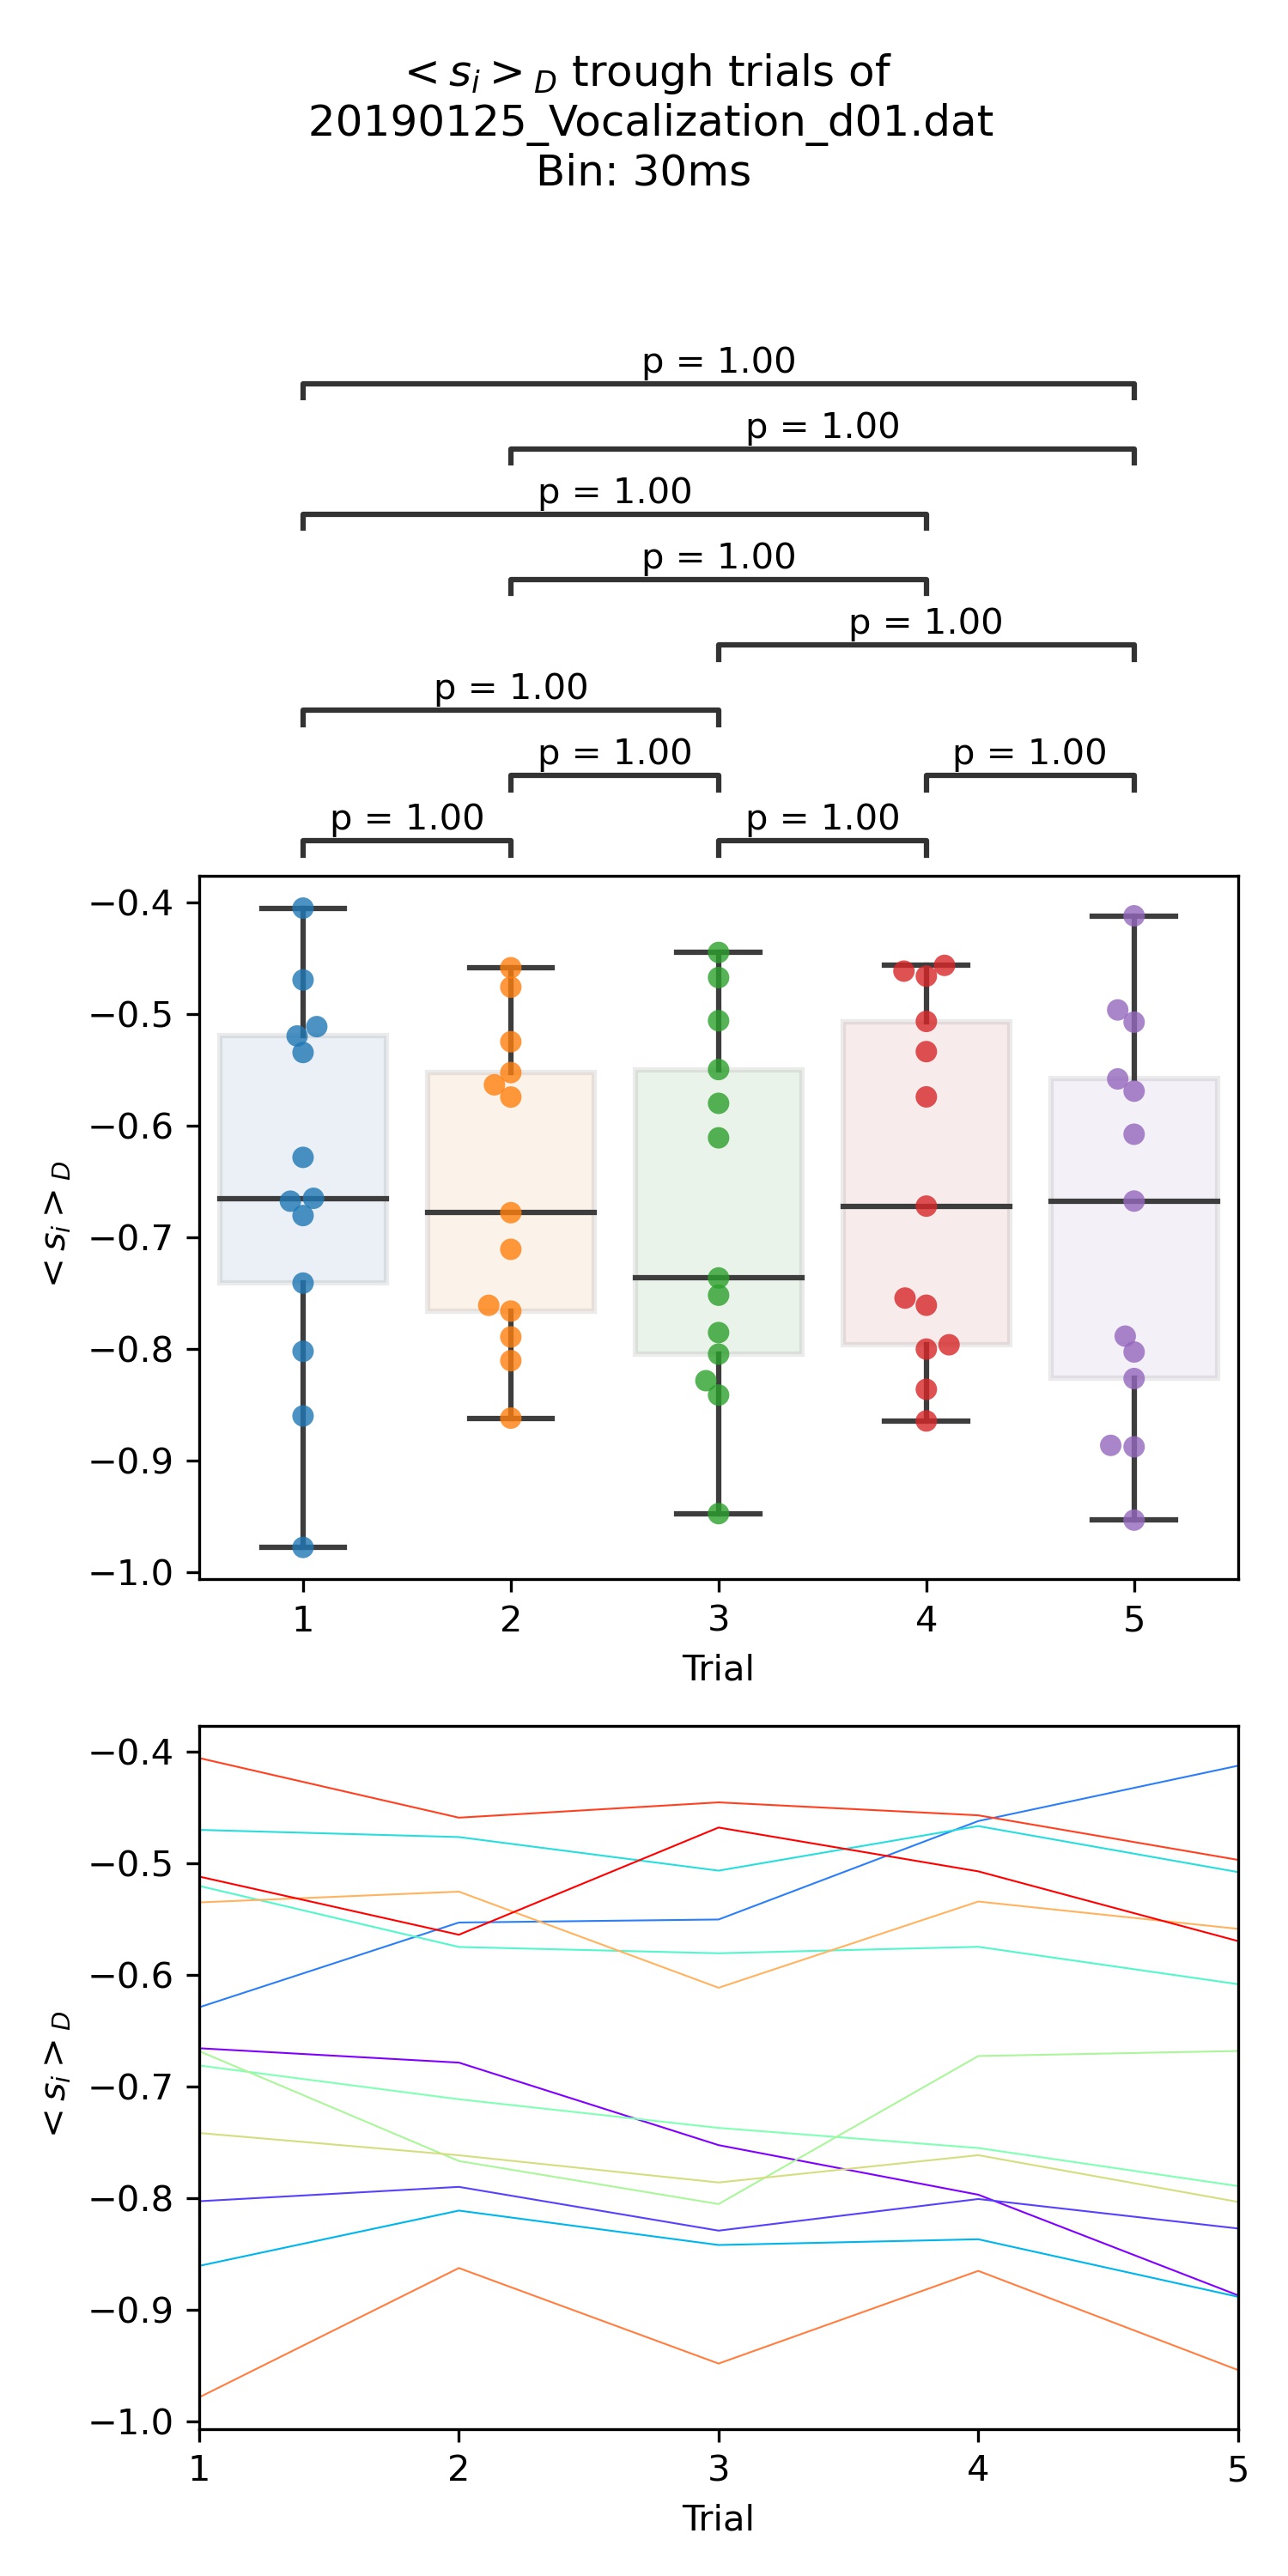 < s_i >_D trough trials of
20190125_Vocalization_d01.dat
Bin: 30ms
p = 1.00
p = 1.00
p = 1.00
p = 1.00
p = 1.00
p = 1.00
p = 1.00 p = 1.00
p = 1.00 p = 1.00
−0.4
−0.5
−0.6
−0.7
−0.8
−0.9
−1.0
< s_i >_D
1 2 3 4 5
Trial
−0.4
−0.5
−0.6
−0.7
−0.8
−0.9
−1.0
< s_i >_D
1 2 3 4 5
Trial